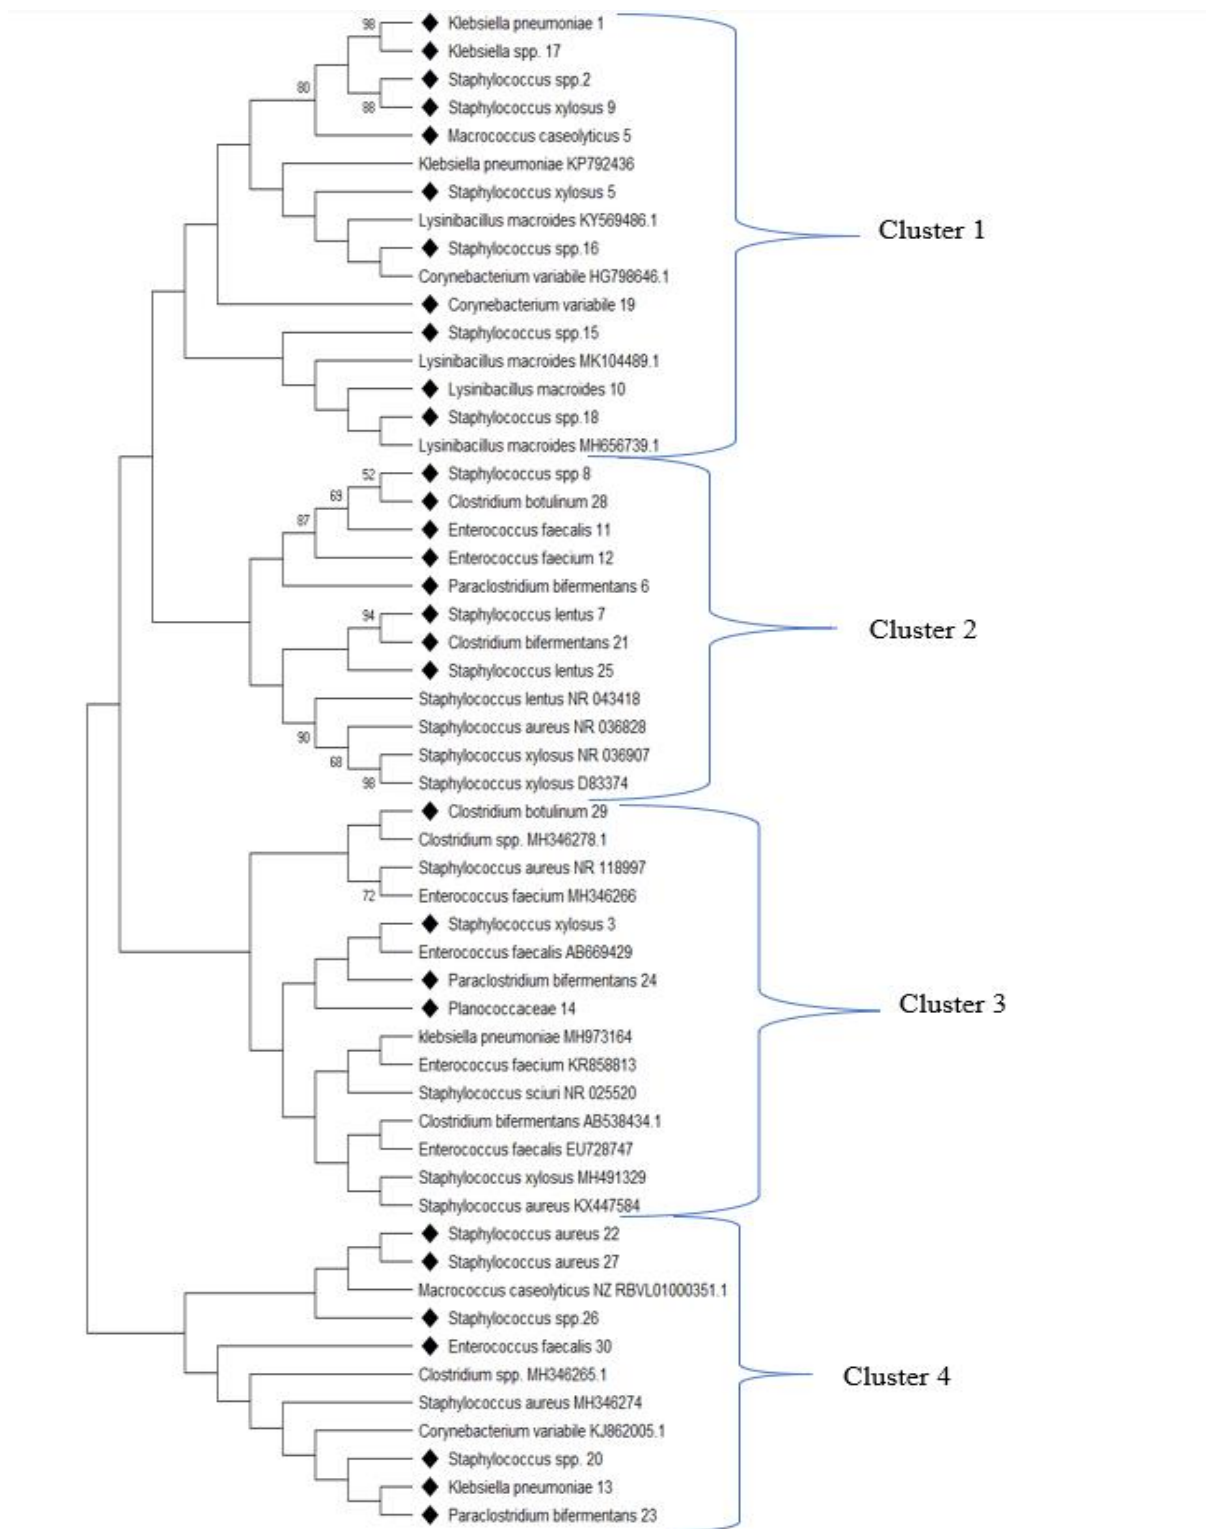 98
Klebsiella pneumoniae 1
Klebsiella spp. 17
Staphylococcus spp.2
80
88
Staphylococcus xylosus 9
Macrococcus caseolyticus 5
Klebsiella pneumoniae KP792436
Staphylococcus xylosus 5
Lysinibacillus macroides KY569486.1
Cluster 1
Staphylococcus spp.16
Corynebacterium variabile HG798646.1
Corynebacterium variabile 19
Staphylococcus spp.15
Lysinibacillus macroides MK104489.1
Lysinibacillus macroides 10
Staphylococcus spp.18
Lysinibacillus macroides MH656739.1
52
Staphylococcus spp 8
69
Clostridium botulinum 28
87
Enterococcus faecalis 11
Enterococcus faecium 12
Paraclostridium bifermentans 6
94
Staphylococcus lentus 7
Cluster 2
Clostridium bifermentans 21
Staphylococcus lentus 25
Staphylococcus lentus NR 043418
90
Staphylococcus aureus NR 036828
68
Staphylococcus xylosus NR 036907
98
Staphylococcus xylosus D83374
Clostridium botulinum 29
Clostridium spp. MH346278.1
Staphylococcus aureus NR 118997
72
Enterococcus faecium MH346266
Staphylococcus xylosus 3
Enterococcus faecalis AB669429
Paraclostridium bifermentans 24
Cluster 3
Planococcaceae 14
klebsiella pneumoniae MH973164
Enterococcus faecium KR858813
Staphylococcus sciuri NR 025520
Clostridium bifermentans AB538434.1
Enterococcus faecalis EU728747
Staphylococcus xylosus MH491329
Staphylococcus aureus KX447584
Staphylococcus aureus 22
Staphylococcus aureus 27
Macrococcus caseolyticus NZ RBVL01000351.1
Staphylococcus spp.26
Enterococcus faecalis 30
Clostridium spp. MH346265.1
Cluster 4
Staphylococcus aureus MH346274
Corynebacterium variabile KJ862005.1
Staphylococcus spp. 20
Klebsiella pneumoniae 13
Paraclostridium bifermentans 23